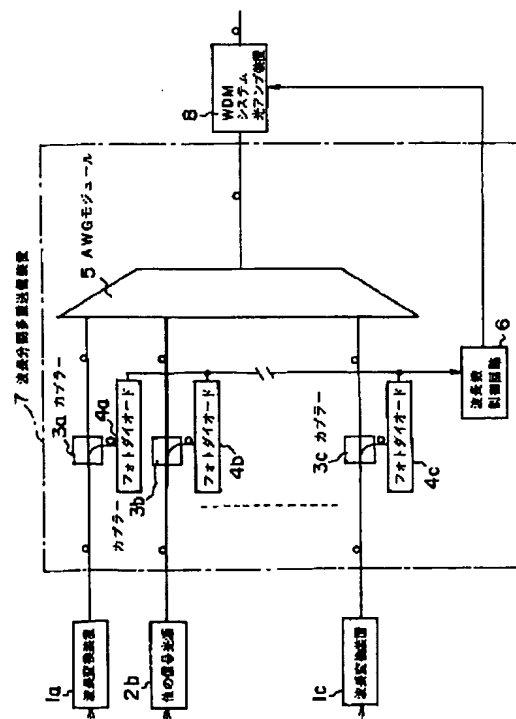 7 波長分割多重送信装置
1a
波長変換装置
3a カプラー
4a
フォトダイオード
5 AWGモジュール
8
WDM
システム
光アンプ装置
2b
他の信号光源
カプラー
3b
フォトダイオード
4b
1c
波長変換装置
3c カプラー
フォトダイオード
4c
波長数
制御回路
6